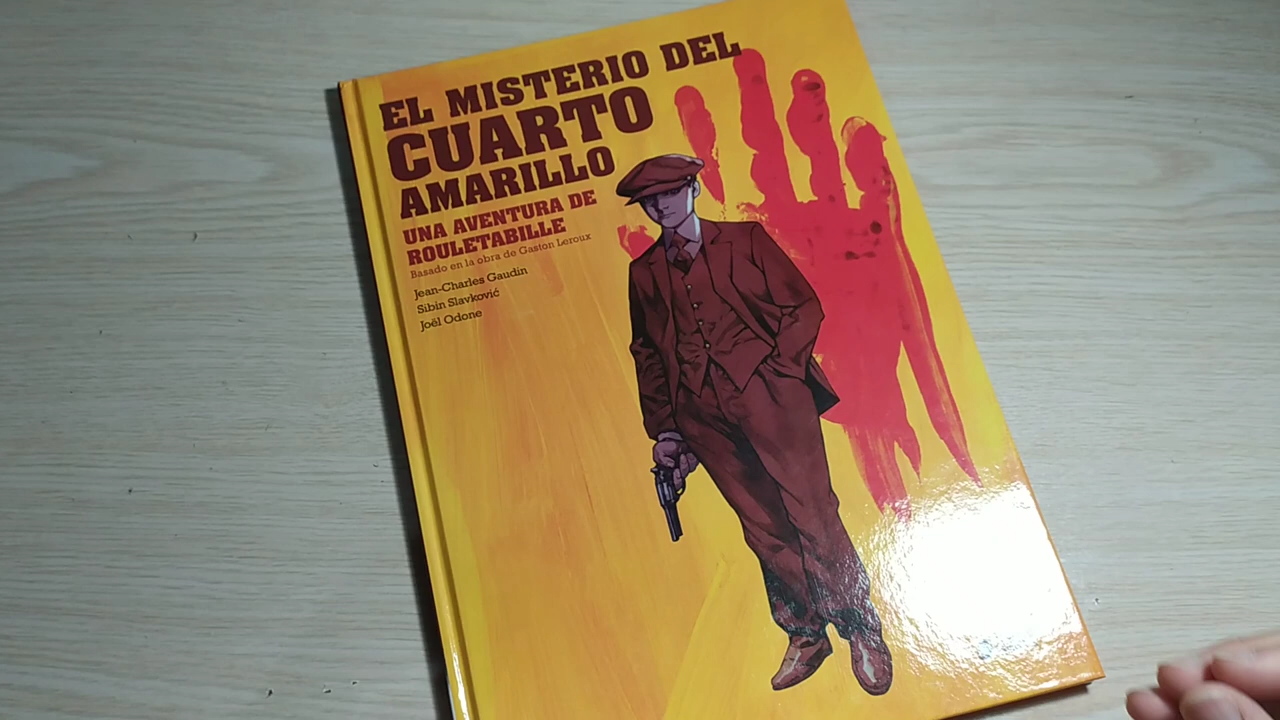 EL MISTERIO DEL
CUARTO
AMARILLO
UNA AVENTURA DE
ROULETABILLE
Basado en la obra de Gaston Leroux
Jean-Charles Gaudin
Sibin Slavković
Joël Odone